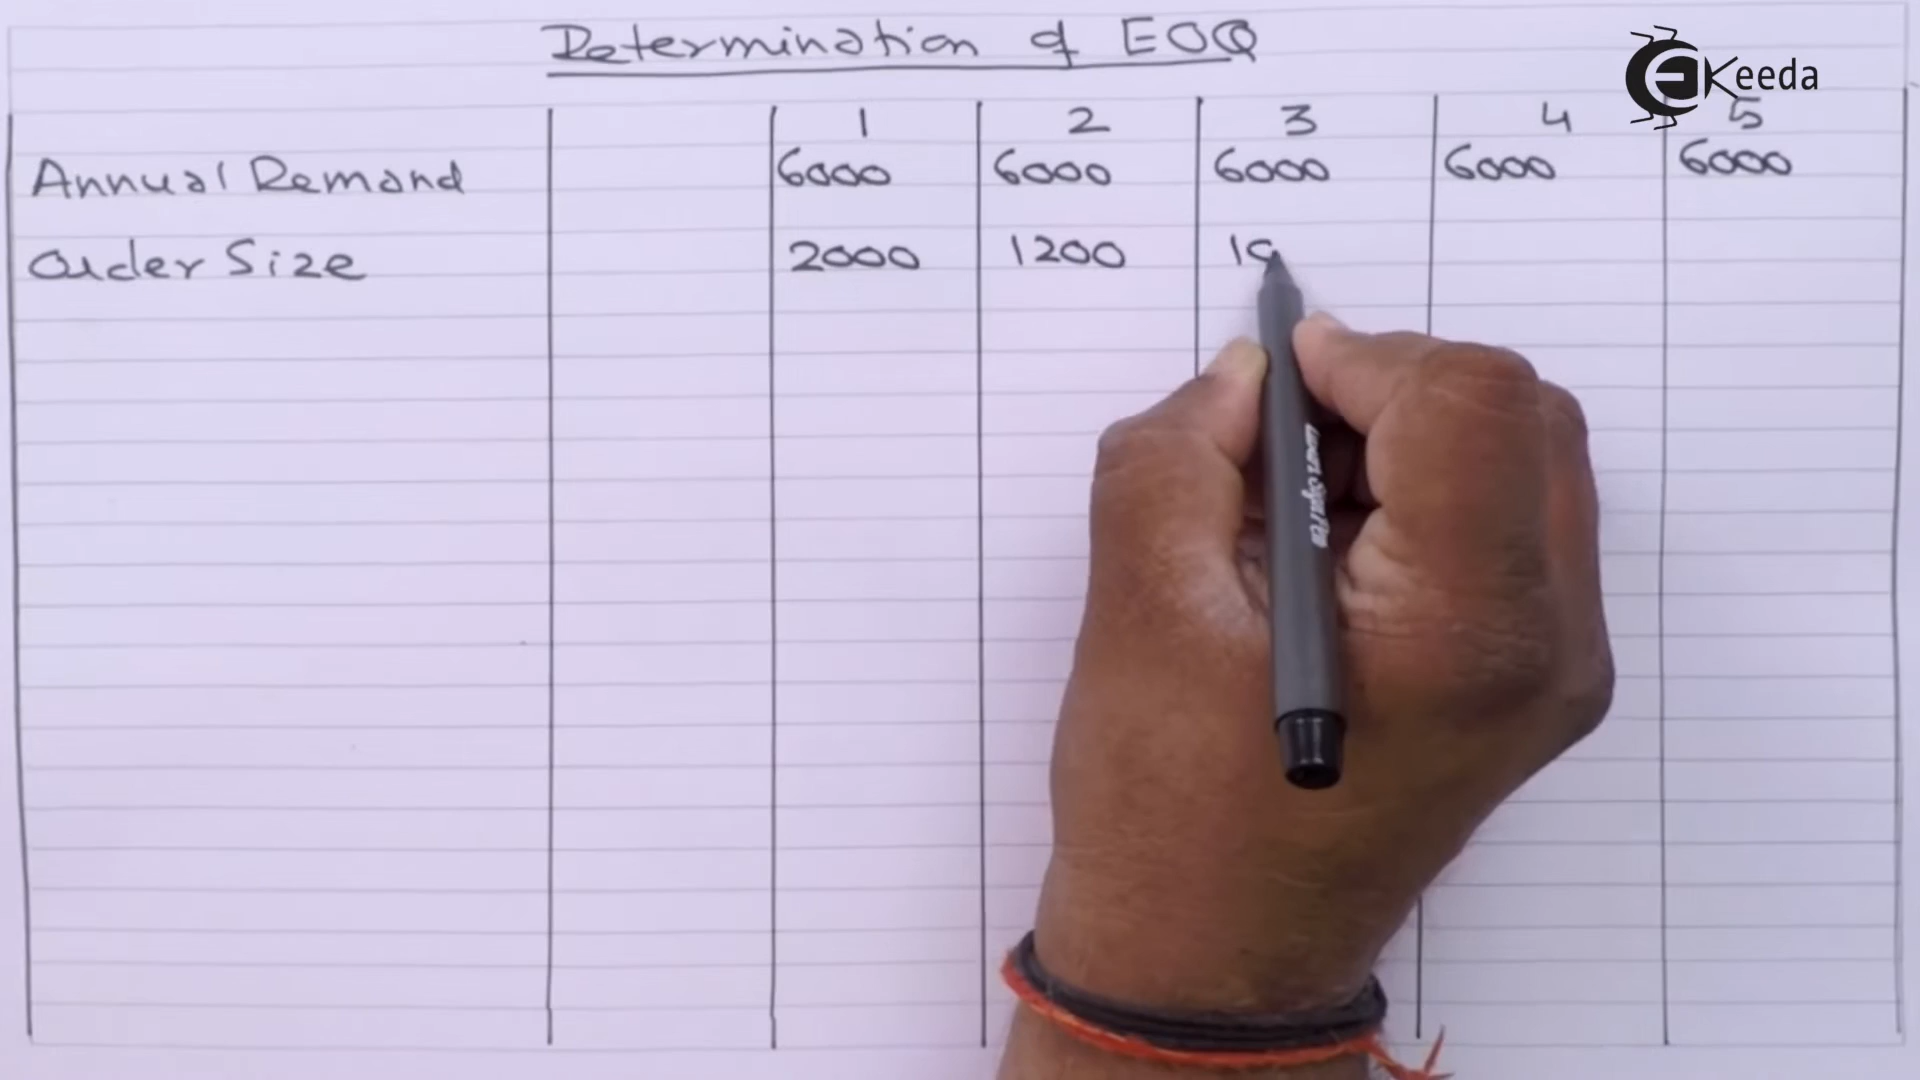 Determination of EOQ
EKeeda
1 2 3 4 5
Annual Demand 6000 6000 6000 6000 6000
Order Size 2000 1200